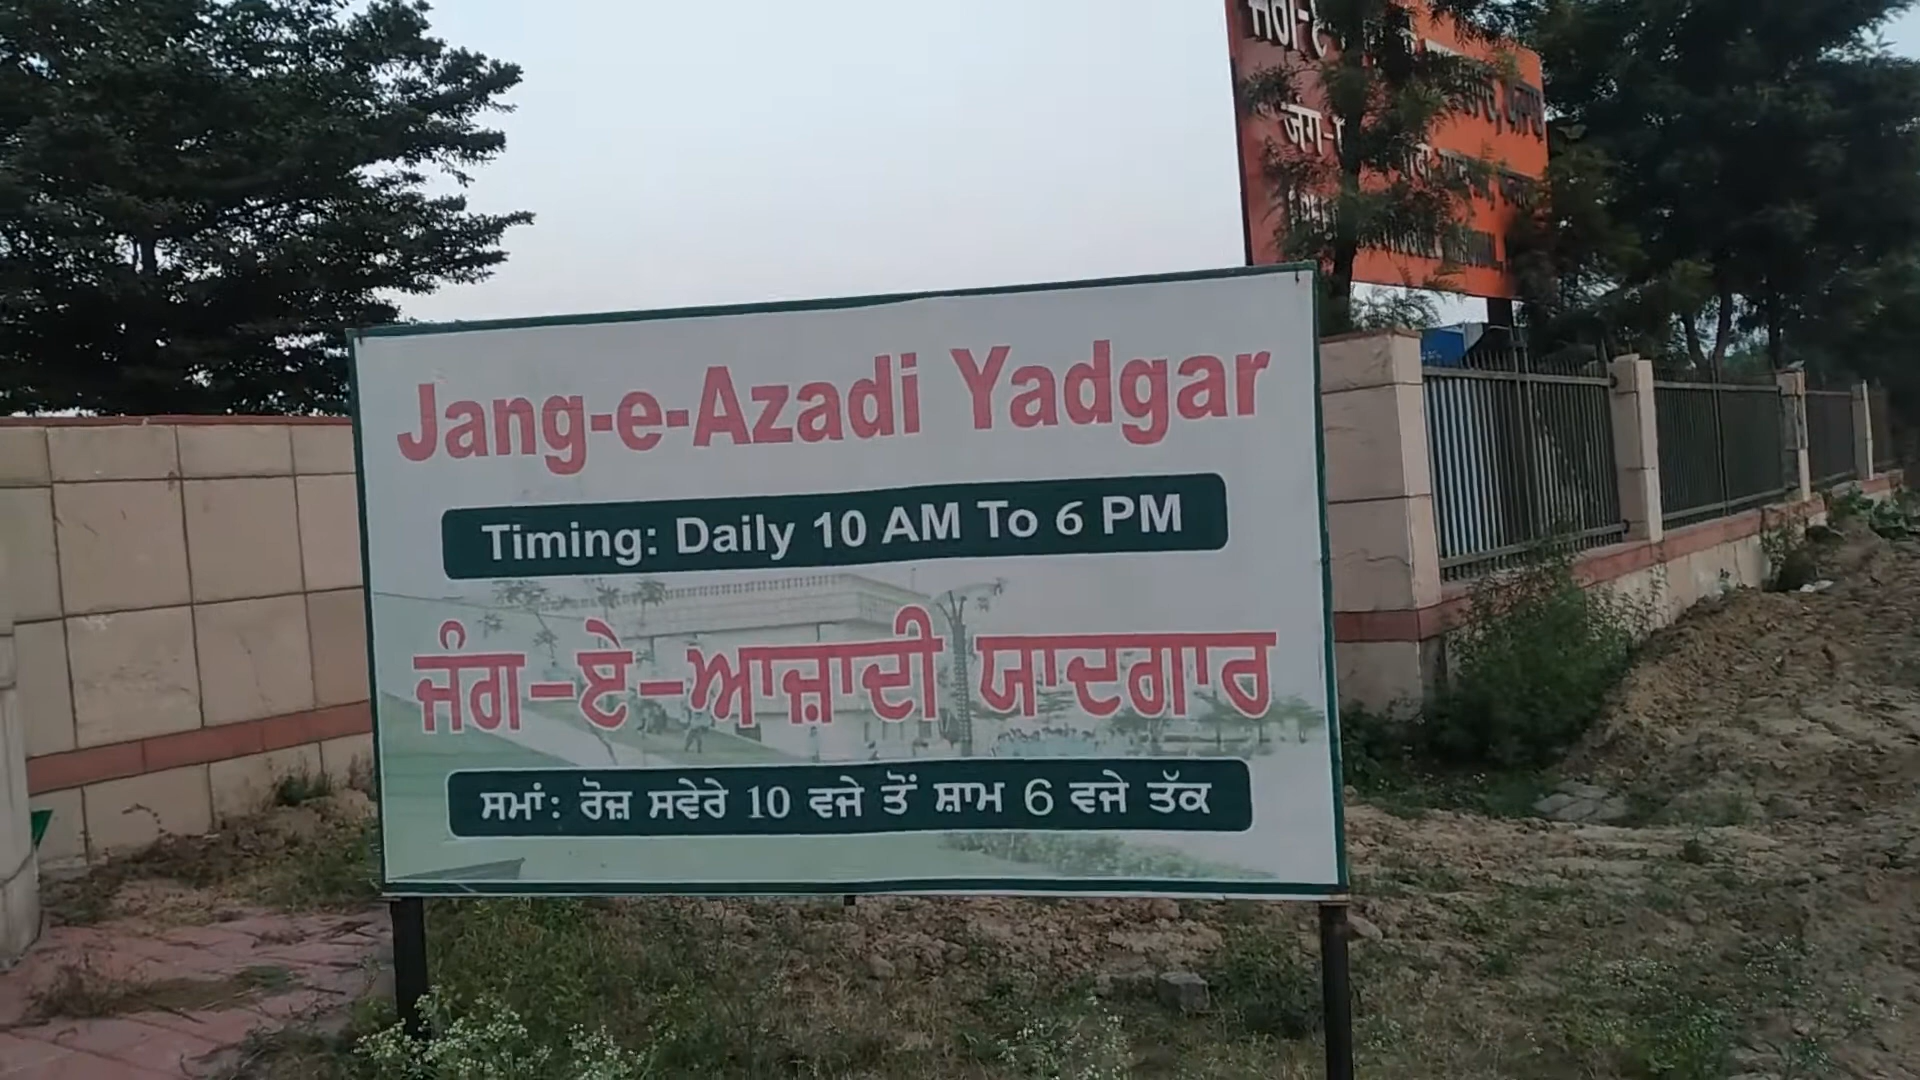 Jang-e-Azadi Yadgar
Timing: Daily 10 AM To 6 PM
ਜੰਗ-ਏ-ਆਜ਼ਾਦੀ ਯਾਦਗਾਰ
ਸਮਾਂ: ਰੋਜ਼ ਸਵੇਰੇ 10 ਵਜੇ ਤੋਂ ਸ਼ਾਮ 6 ਵਜੇ ਤੱਕ